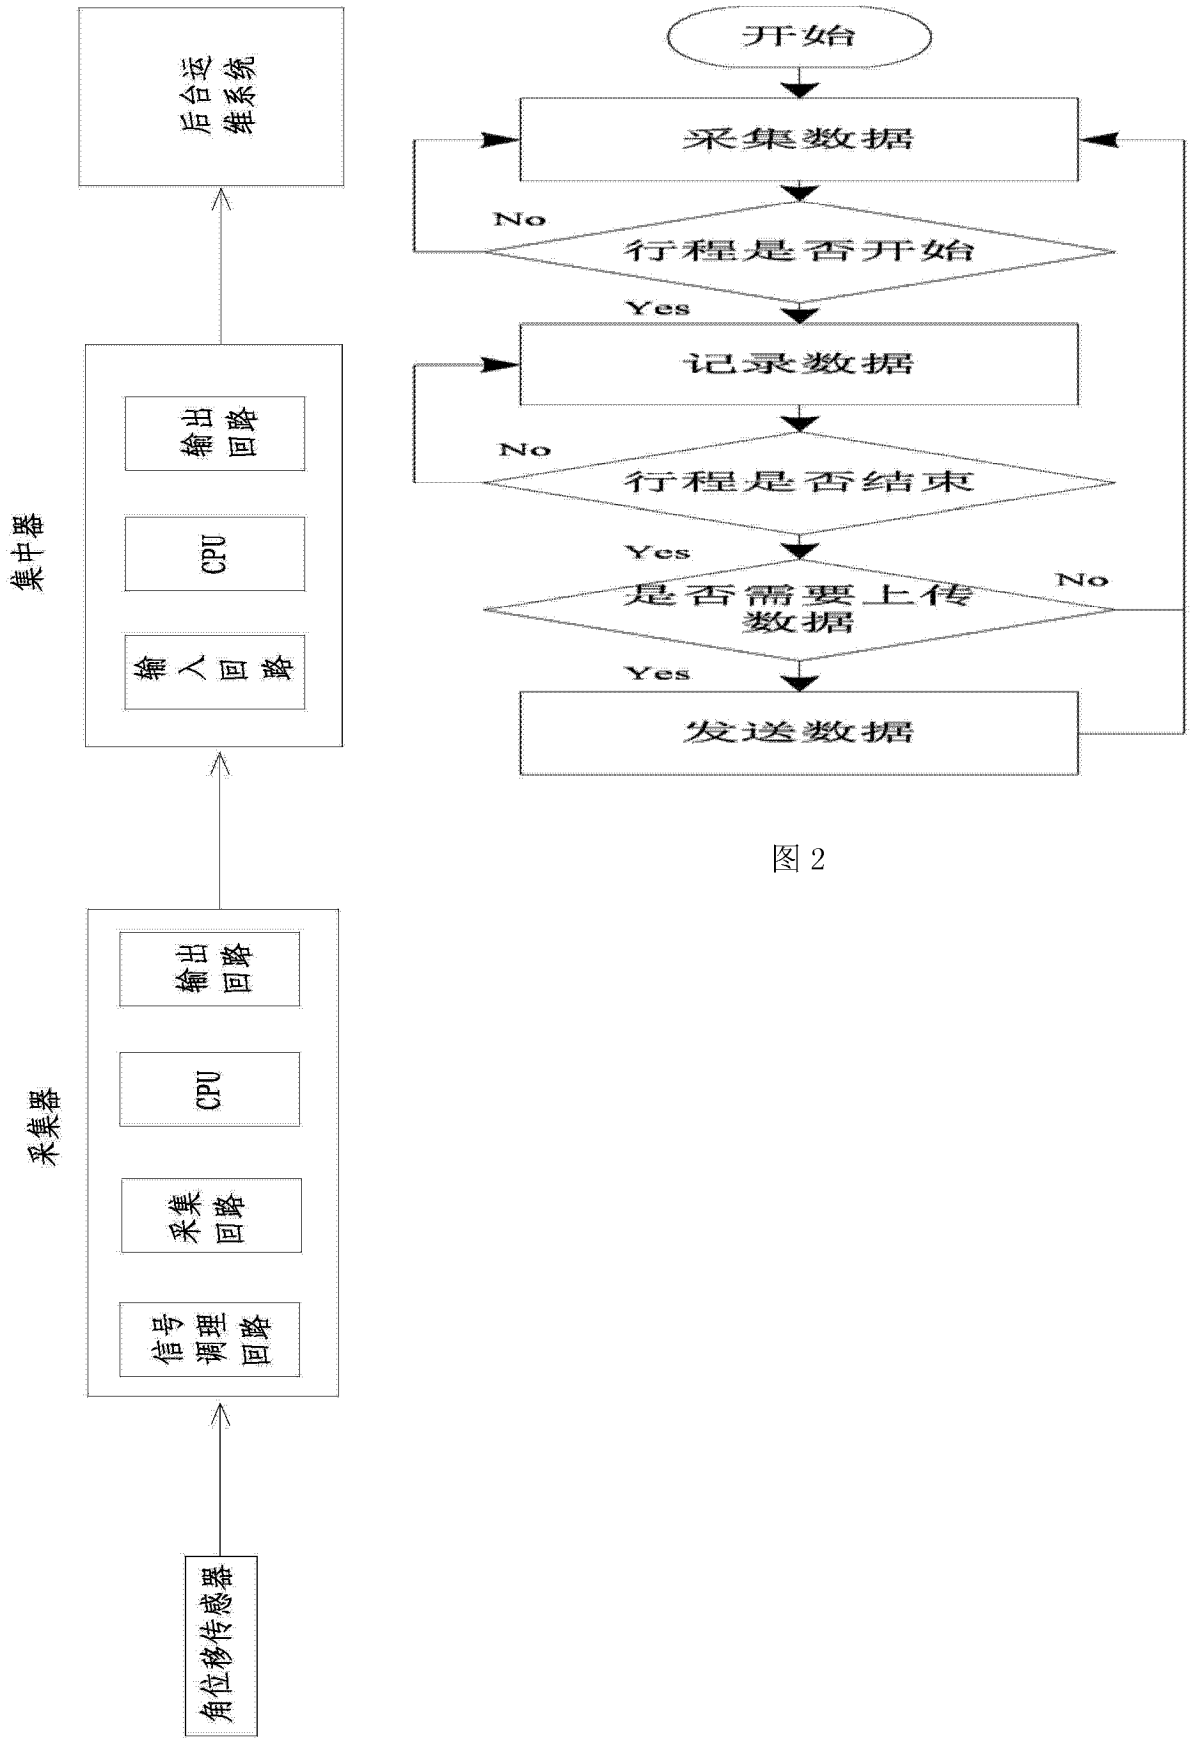 角位移传感器
采集器
信号
调理
回路
采集
回路
CPU
输出
回路
集中器
输入回路
CPU
输出
回路
后台运
维系统
开始
采集数据
No
行程是否开始
Yes
记录数据
No
行程是否结束
Yes
是否需要上传
数据
No
Yes
发送数据
图 2